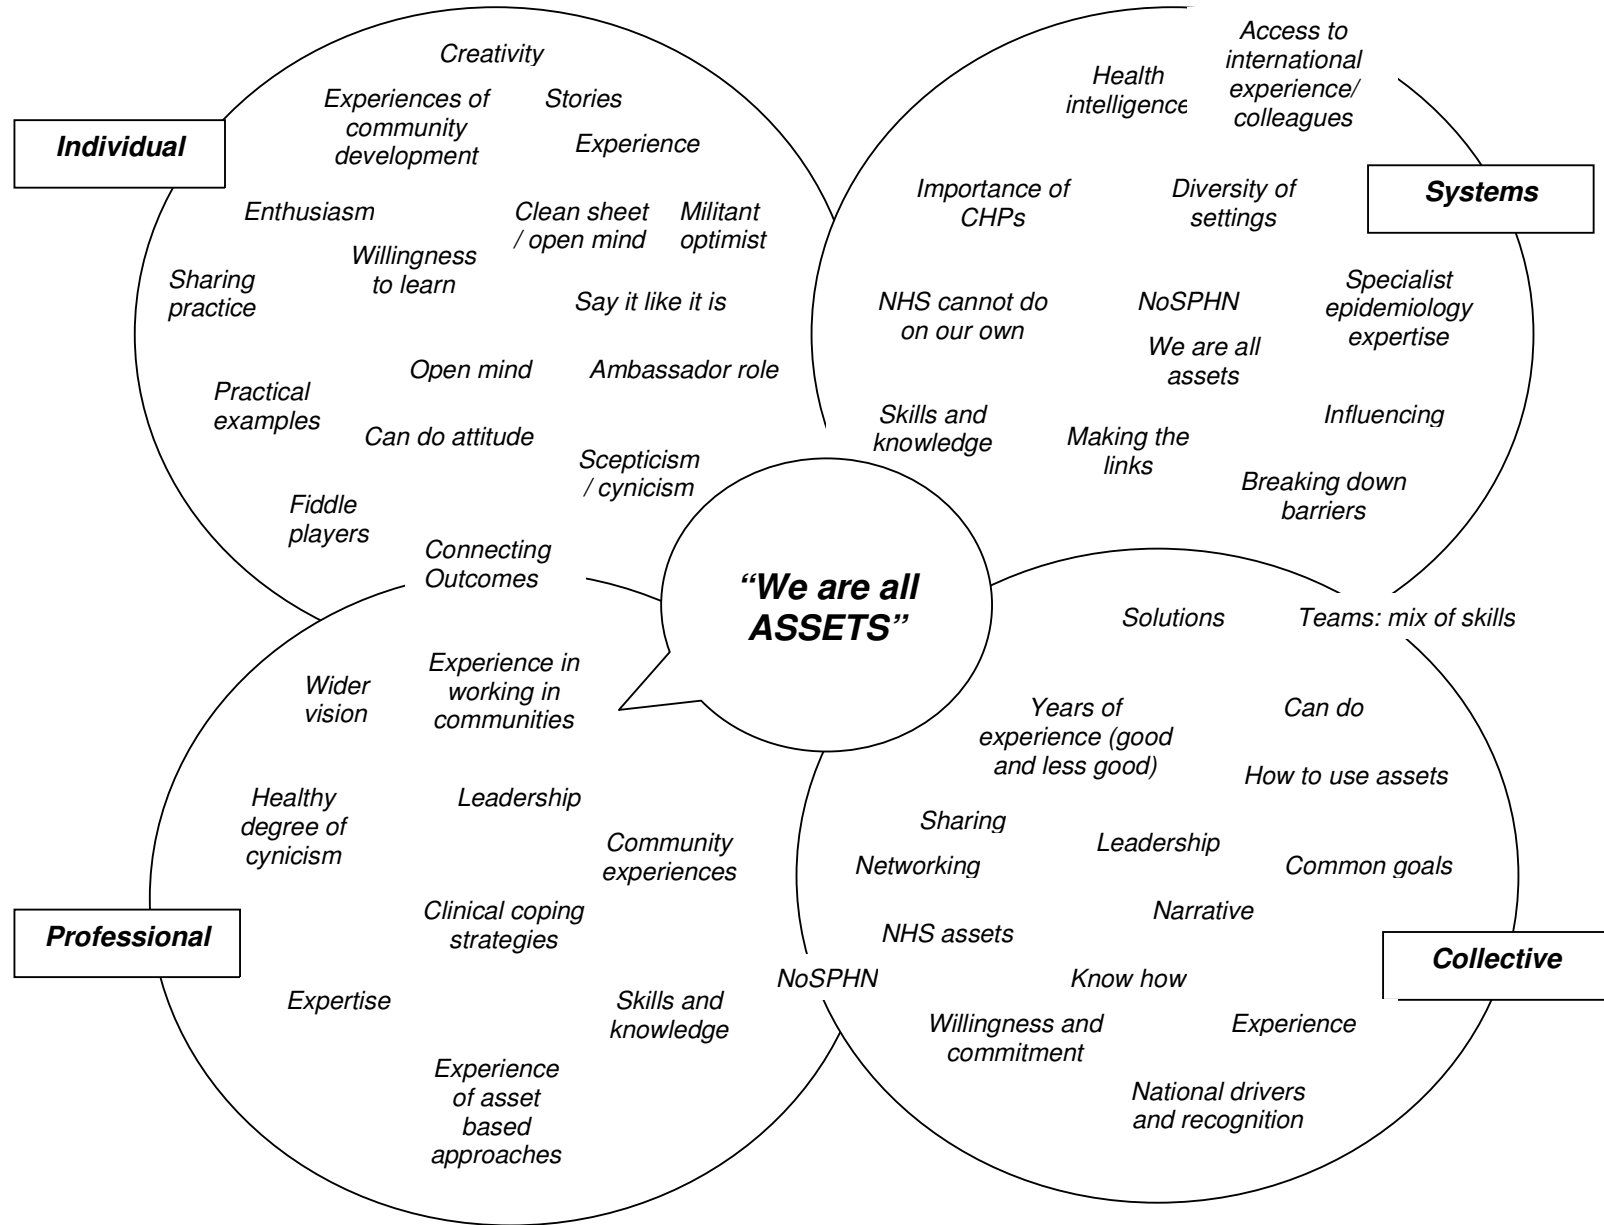 Individual
Creativity
Experiences of
community
development
Stories
Experience
Enthusiasm
Clean sheet
/ open mind
Militant
optimist
Willingness
to learn
Sharing
practice
Say it like it is
Open mind
Ambassador role
Practical
examples
Can do attitude
Scepticism
/ cynicism
Fiddle
players
Connecting
Outcomes
Systems
Access to
international
experience/
colleagues
Health
intelligence
Importance of
CHPs
Diversity of
settings
NHS cannot do
on our own
NoSPHN
Specialist
epidemiology
expertise
We are all
assets
Skills and
knowledge
Making the
links
Influencing
Breaking down
barriers
“We are all
ASSETS”
Professional
Wider
vision
Experience in
working in
communities
Healthy
degree of
cynicism
Leadership
Community
experiences
Clinical coping
strategies
Expertise
Skills and
knowledge
Experience
of asset
based
approaches
NoSPHN
Collective
Solutions
Teams: mix of skills
Years of
experience (good
and less good)
Can do
How to use assets
Sharing
Networking
Leadership
Common goals
Narrative
NHS assets
Know how
Willingness and
commitment
Experience
National drivers
and recognition